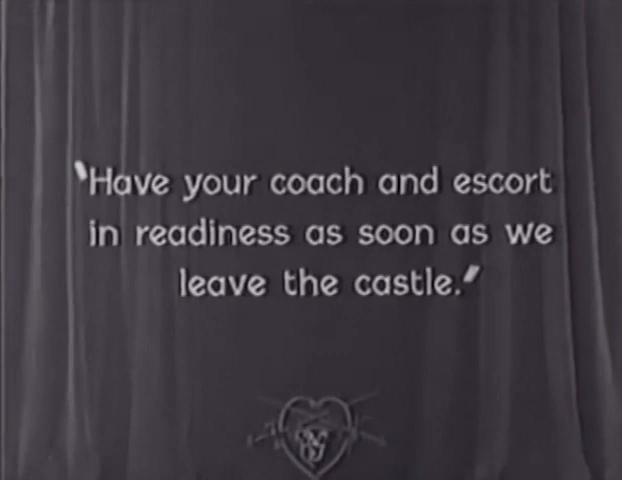 'Have your coach and escort
in readiness as soon as we
leave the castle.'